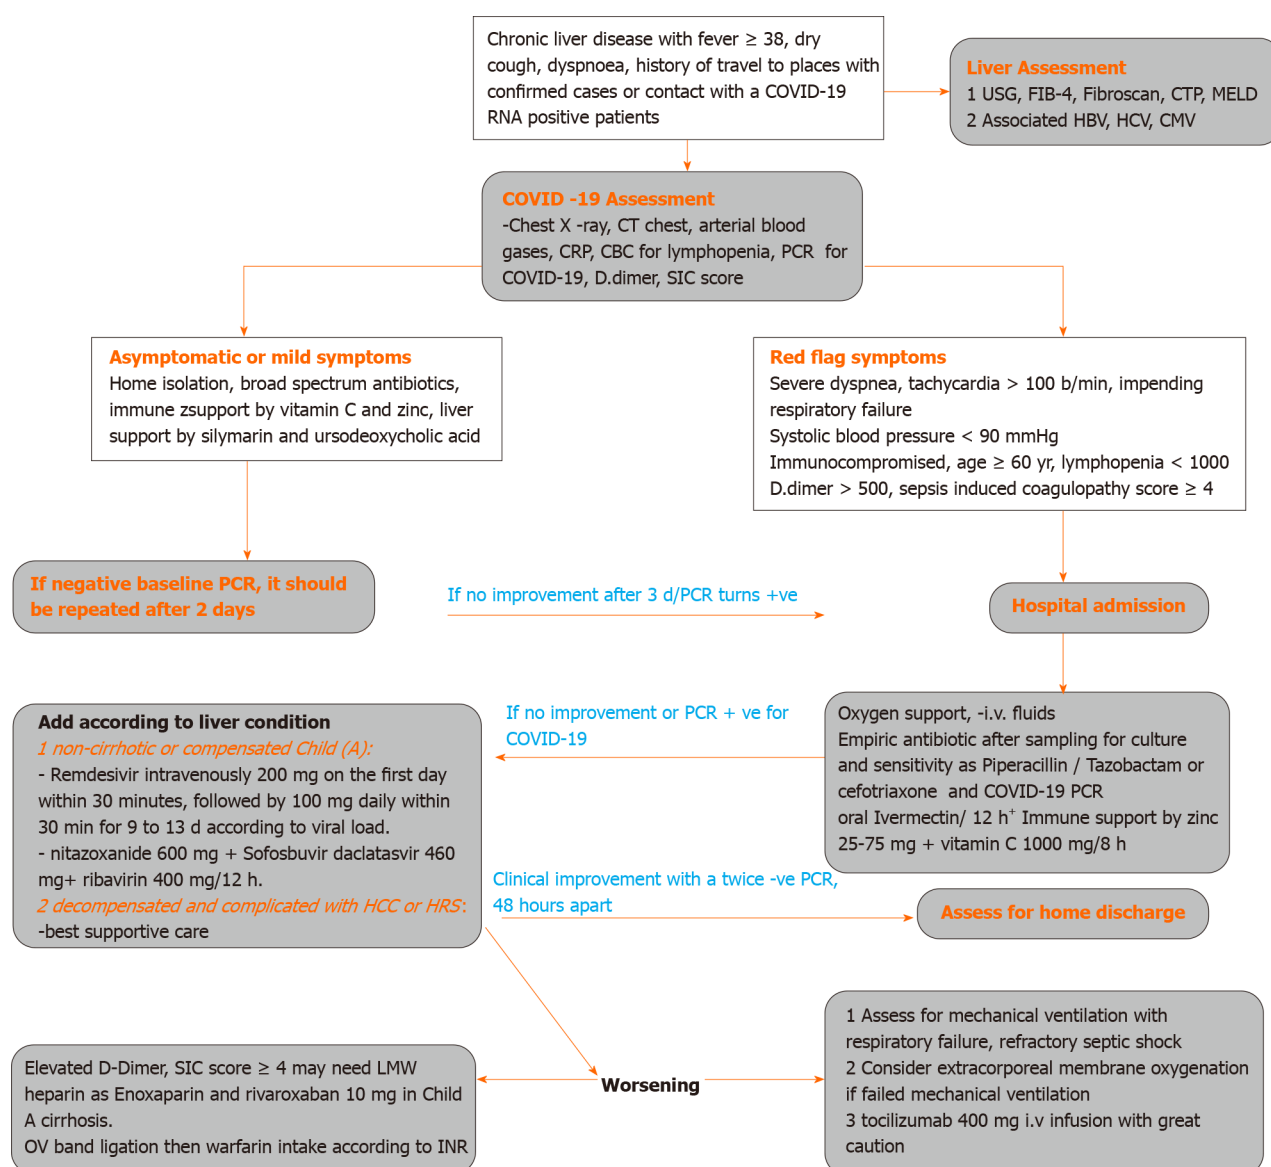 Chronic liver disease with fever ≥ 38, dry
cough, dyspnoea, history of travel to places with
confirmed cases or contact with a COVID-19
RNA positive patients
Liver Assessment
1 USG, FIB-4, Fibroscan, CTP, MELD
2 Associated HBV, HCV, CMV
COVID -19 Assessment
-Chest X -ray, CT chest, arterial blood
gases, CRP, CBC for lymphopenia, PCR  for
COVID-19, D.dimer, SIC score
Asymptomatic or mild symptoms
Home isolation, broad spectrum antibiotics,
immune zsupport by vitamin C and zinc, liver
support by silymarin and ursodeoxycholic acid
Red flag symptoms
Severe dyspnea, tachycardia > 100 b/min, impending
respiratory failure
Systolic blood pressure < 90 mmHg
Immunocompromised, age ≥ 60 yr, lymphopenia < 1000
D.dimer > 500, sepsis induced coagulopathy score ≥ 4
If negative baseline PCR, it should
be repeated after 2 days
If no improvement after 3 d/PCR turns +ve
Hospital admission
Add according to liver condition
1 non-cirrhotic or compensated Child (A):
- Remdesivir intravenously 200 mg on the first day
within 30 minutes, followed by 100 mg daily within
30 min for 9 to 13 d according to viral load.
- nitazoxanide 600 mg + Sofosbuvir daclatasvir 460
mg+ ribavirin 400 mg/12 h.
2 decompensated and complicated with HCC or HRS:
-best supportive care
If no improvement or PCR + ve for
COVID-19
Oxygen support, -i.v. fluids
Empiric antibiotic after sampling for culture
and sensitivity as Piperacillin / Tazobactam or
cefotriaxone  and COVID-19 PCR
oral Ivermectin/ 12 h+ Immune support by zinc
25-75 mg + vitamin C 1000 mg/8 h
Clinical improvement with a twice -ve PCR,
48 hours apart
Assess for home discharge
Elevated D-Dimer, SIC score ≥ 4 may need LMW
heparin as Enoxaparin and rivaroxaban 10 mg in Child
A cirrhosis.
OV band ligation then warfarin intake according to INR
Worsening
1 Assess for mechanical ventilation with
respiratory failure, refractory septic shock
2 Consider extracorporeal membrane oxygenation
if failed mechanical ventilation
3 tocilizumab 400 mg i.v infusion with great
caution